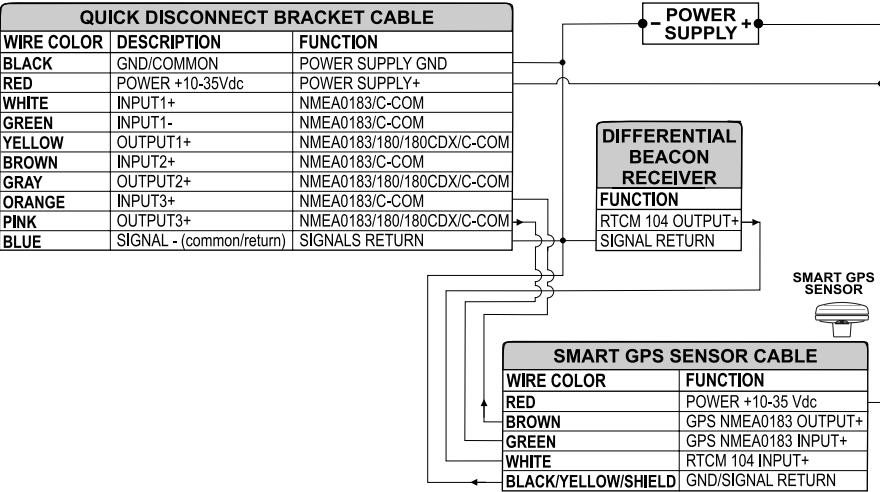 QUICK DISCONNECT BRACKET CABLE
WIRE COLOR DESCRIPTION FUNCTION
BLACK GND/COMMON POWER SUPPLY GND
RED POWER +10-35Vdc POWER SUPPLY+
WHITE INPUT1+ NMEA0183/C-COM
GREEN INPUT1- NMEA0183/C-COM
YELLOW OUTPUT1+ NMEA0183/180/180CDX/C-COM
BROWN INPUT2+ NMEA0183/C-COM
GRAY OUTPUT2+ NMEA0183/180/180CDX/C-COM
ORANGE INPUT3+ NMEA0183/C-COM
PINK OUTPUT3+ NMEA0183/180/180CDX/C-COM
BLUE SIGNAL - (common/return) SIGNALS RETURN
- POWER +
SUPPLY
DIFFERENTIAL
BEACON
RECEIVER
FUNCTION
RTCM 104 OUTPUT+
SIGNAL RETURN
SMART GPS
SENSOR
SMART GPS SENSOR CABLE
WIRE COLOR FUNCTION
RED POWER +10-35 Vdc
BROWN GPS NMEA0183 OUTPUT+
GREEN GPS NMEA0183 INPUT+
WHITE RTCM 104 INPUT+
BLACK/YELLOW/SHIELD GND/SIGNAL RETURN